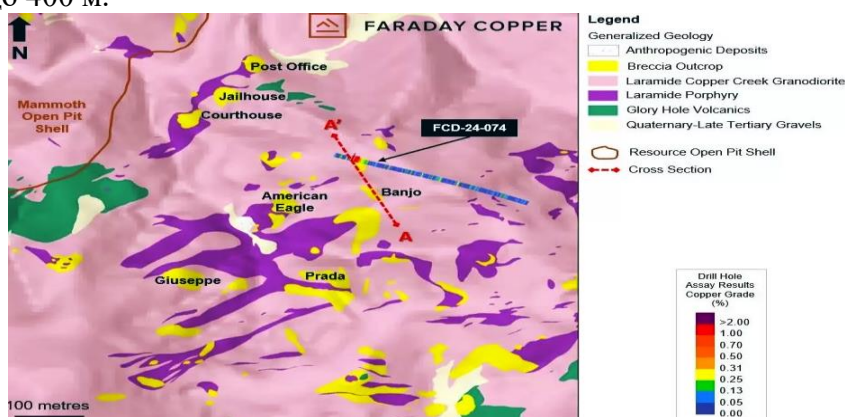 до 400 м.
FARADAY COPPER
N
Post Office
Jailhouse
Courthouse
Mammoth
Open Pit
Shell
A'
FCD-24-074
American
Eagle
Banjo
A
Giuseppe
Prada
100 metres
Legend
Generalized Geology
Anthropogenic Deposits
Breccia Outcrop
Laramide Copper Creek Granodiorite
Laramide Porphyry
Glory Hole Volcanics
Quaternary-Late Tertiary Gravels
Resource Open Pit Shell
Cross Section
Drill Hole
Assay Results
Copper Grade
(%)
>2.00
1.00
0.70
0.50
0.31
0.25
0.13
0.05
0.00